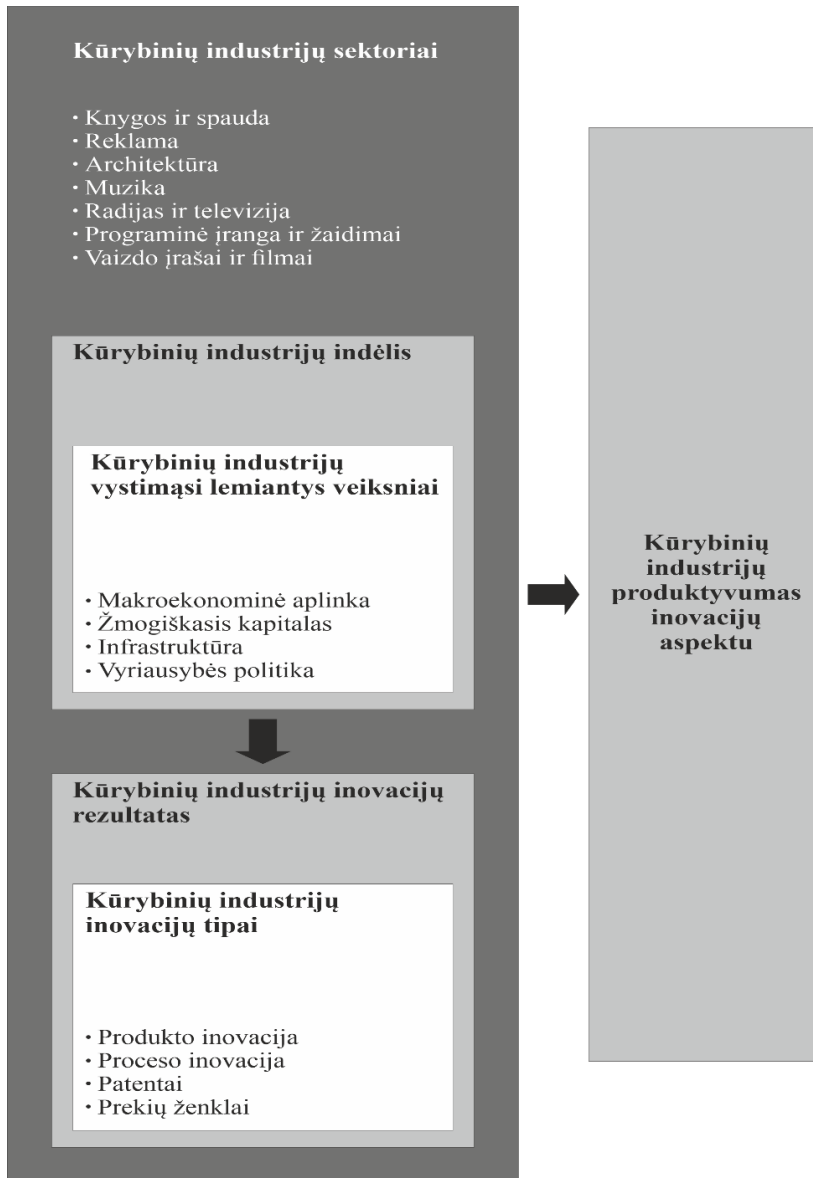 Kūrybinių industrijų sektoriai
· Knygos ir spauda
· Reklama
· Architektūra
· Muzika
· Radijas ir televizija
· Programinė įranga ir žaidimai
· Vaizdo įrašai ir filmai
Kūrybinių industrijų indėlis
Kūrybinių industrijų
vystimąsi lemiantys veiksniai
· Makroekonominė aplinka
· Žmogiškasis kapitalas
· Infrastruktūra
· Vyriausybės politika
Kūrybinių industrijų inovacijų
rezultatas
Kūrybinių industrijų
inovacijų tipai
· Produkto inovacija
· Proceso inovacija
· Patentai
· Prekių ženklai
Kūrybinių
industrijų
produktyvumas
inovacijų
aspektu